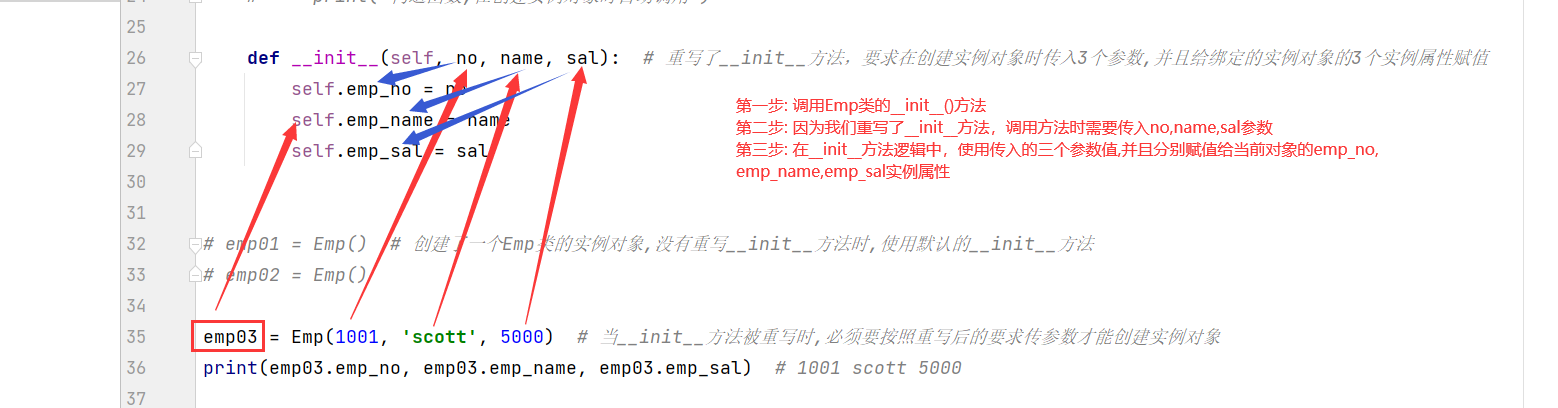 25
26 def __init__(self, no, name, sal): # 重写了__init__方法，要求在创建实例对象时传入3个参数,并且给绑定的实例对象的3个实例属性赋值
27 self.emp_no = no
第一步: 调用Emp类的__init__()方法
28 self.emp_name = name
第二步: 因为我们重写了__init__方法，调用方法时需要传入no,name,sal参数
29 self.emp_sal = sal
第三步: 在__init__方法逻辑中，使用传入的三个参数值,并且分别赋值给当前对象的emp_no,
emp_name,emp_sal实例属性
30
31
32 # emp01 = Emp() # 创建了一个Emp类的实例对象,没有重写__init__方法时,使用默认的__init__方法
33 # emp02 = Emp()
34
35 emp03 = Emp(1001, 'scott', 5000) # 当__init__方法被重写时,必须要按照重写后的要求传参数才能创建实例对象
36 print(emp03.emp_no, emp03.emp_name, emp03.emp_sal) # 1001 scott 5000
37